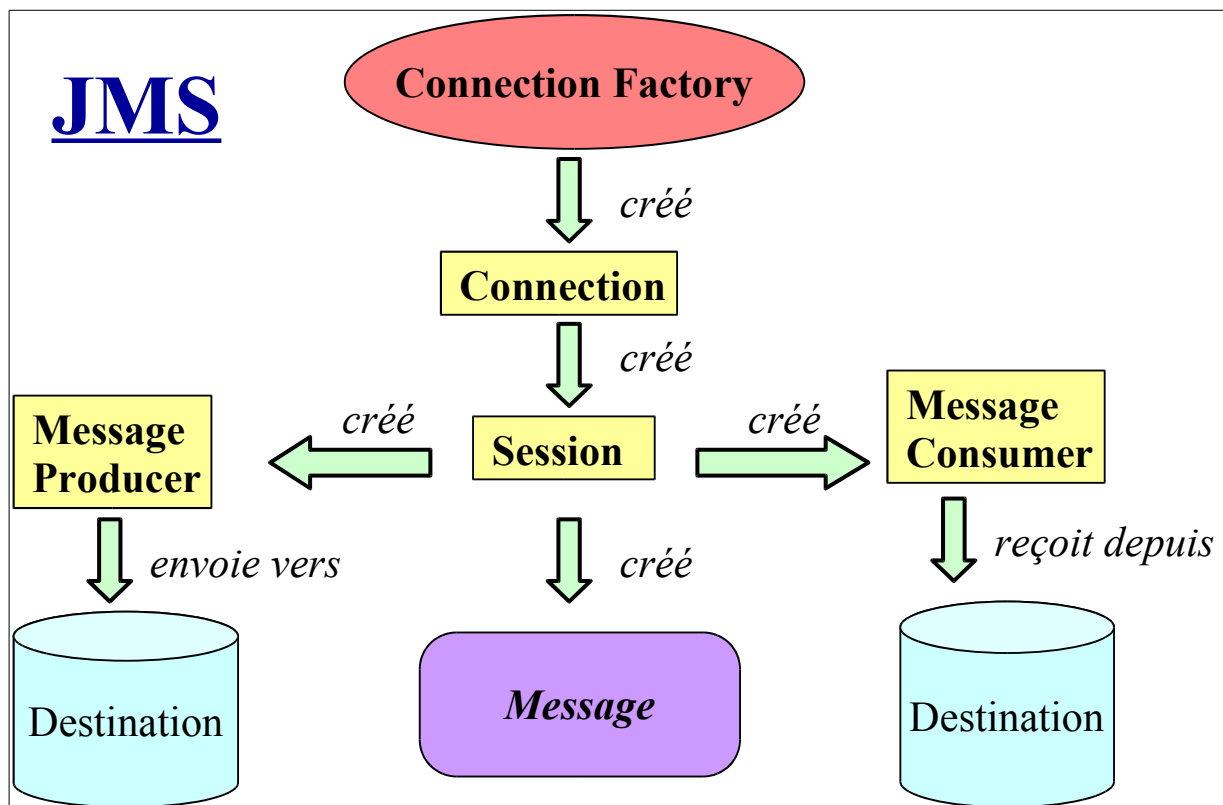 JMS
Connection Factory
créé
Connection
créé
Message
Producer
créé
Session
créé
Message
Consumer
envoie vers
créé
reçoit depuis
Destination
Message
Destination